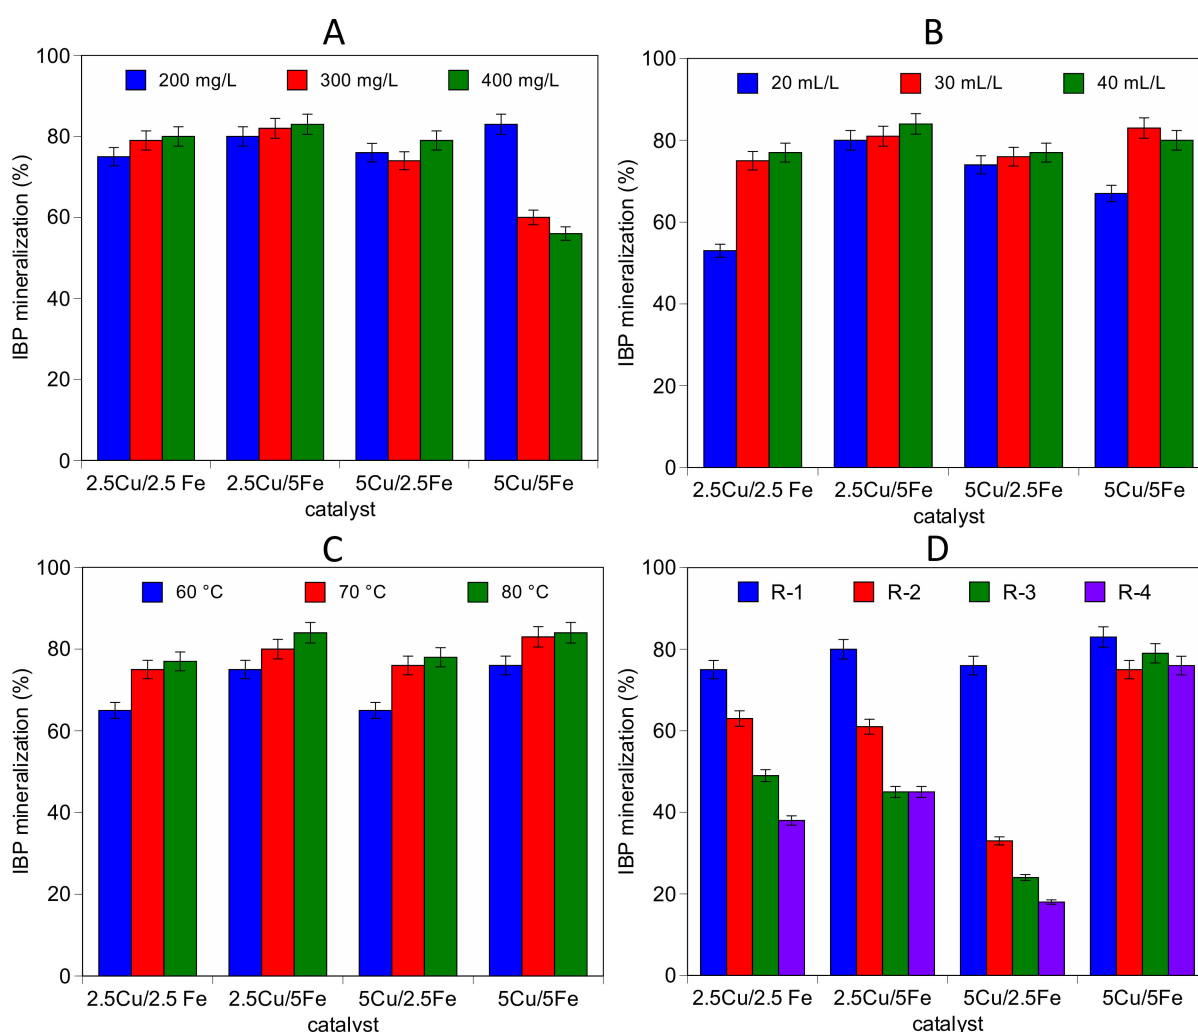 A
100
80
60
40
20
0
IBP mineralization (%)
200 mg/L 300 mg/L 400 mg/L
2.5Cu/2.5 Fe 2.5Cu/5Fe 5Cu/2.5Fe 5Cu/5Fe
catalyst
B
100
80
60
40
20
0
IBP mineralization (%)
20 mL/L 30 mL/L 40 mL/L
2.5Cu/2.5 Fe 2.5Cu/5Fe 5Cu/2.5Fe 5Cu/5Fe
catalyst
C
100
80
60
40
20
0
IBP mineralization (%)
60 °C 70 °C 80 °C
2.5Cu/2.5 Fe 2.5Cu/5Fe 5Cu/2.5Fe 5Cu/5Fe
catalyst
D
100
80
60
40
20
0
IBP mineralization (%)
R-1 R-2 R-3 R-4
2.5Cu/2.5 Fe 2.5Cu/5Fe 5Cu/2.5Fe 5Cu/5Fe
catalyst